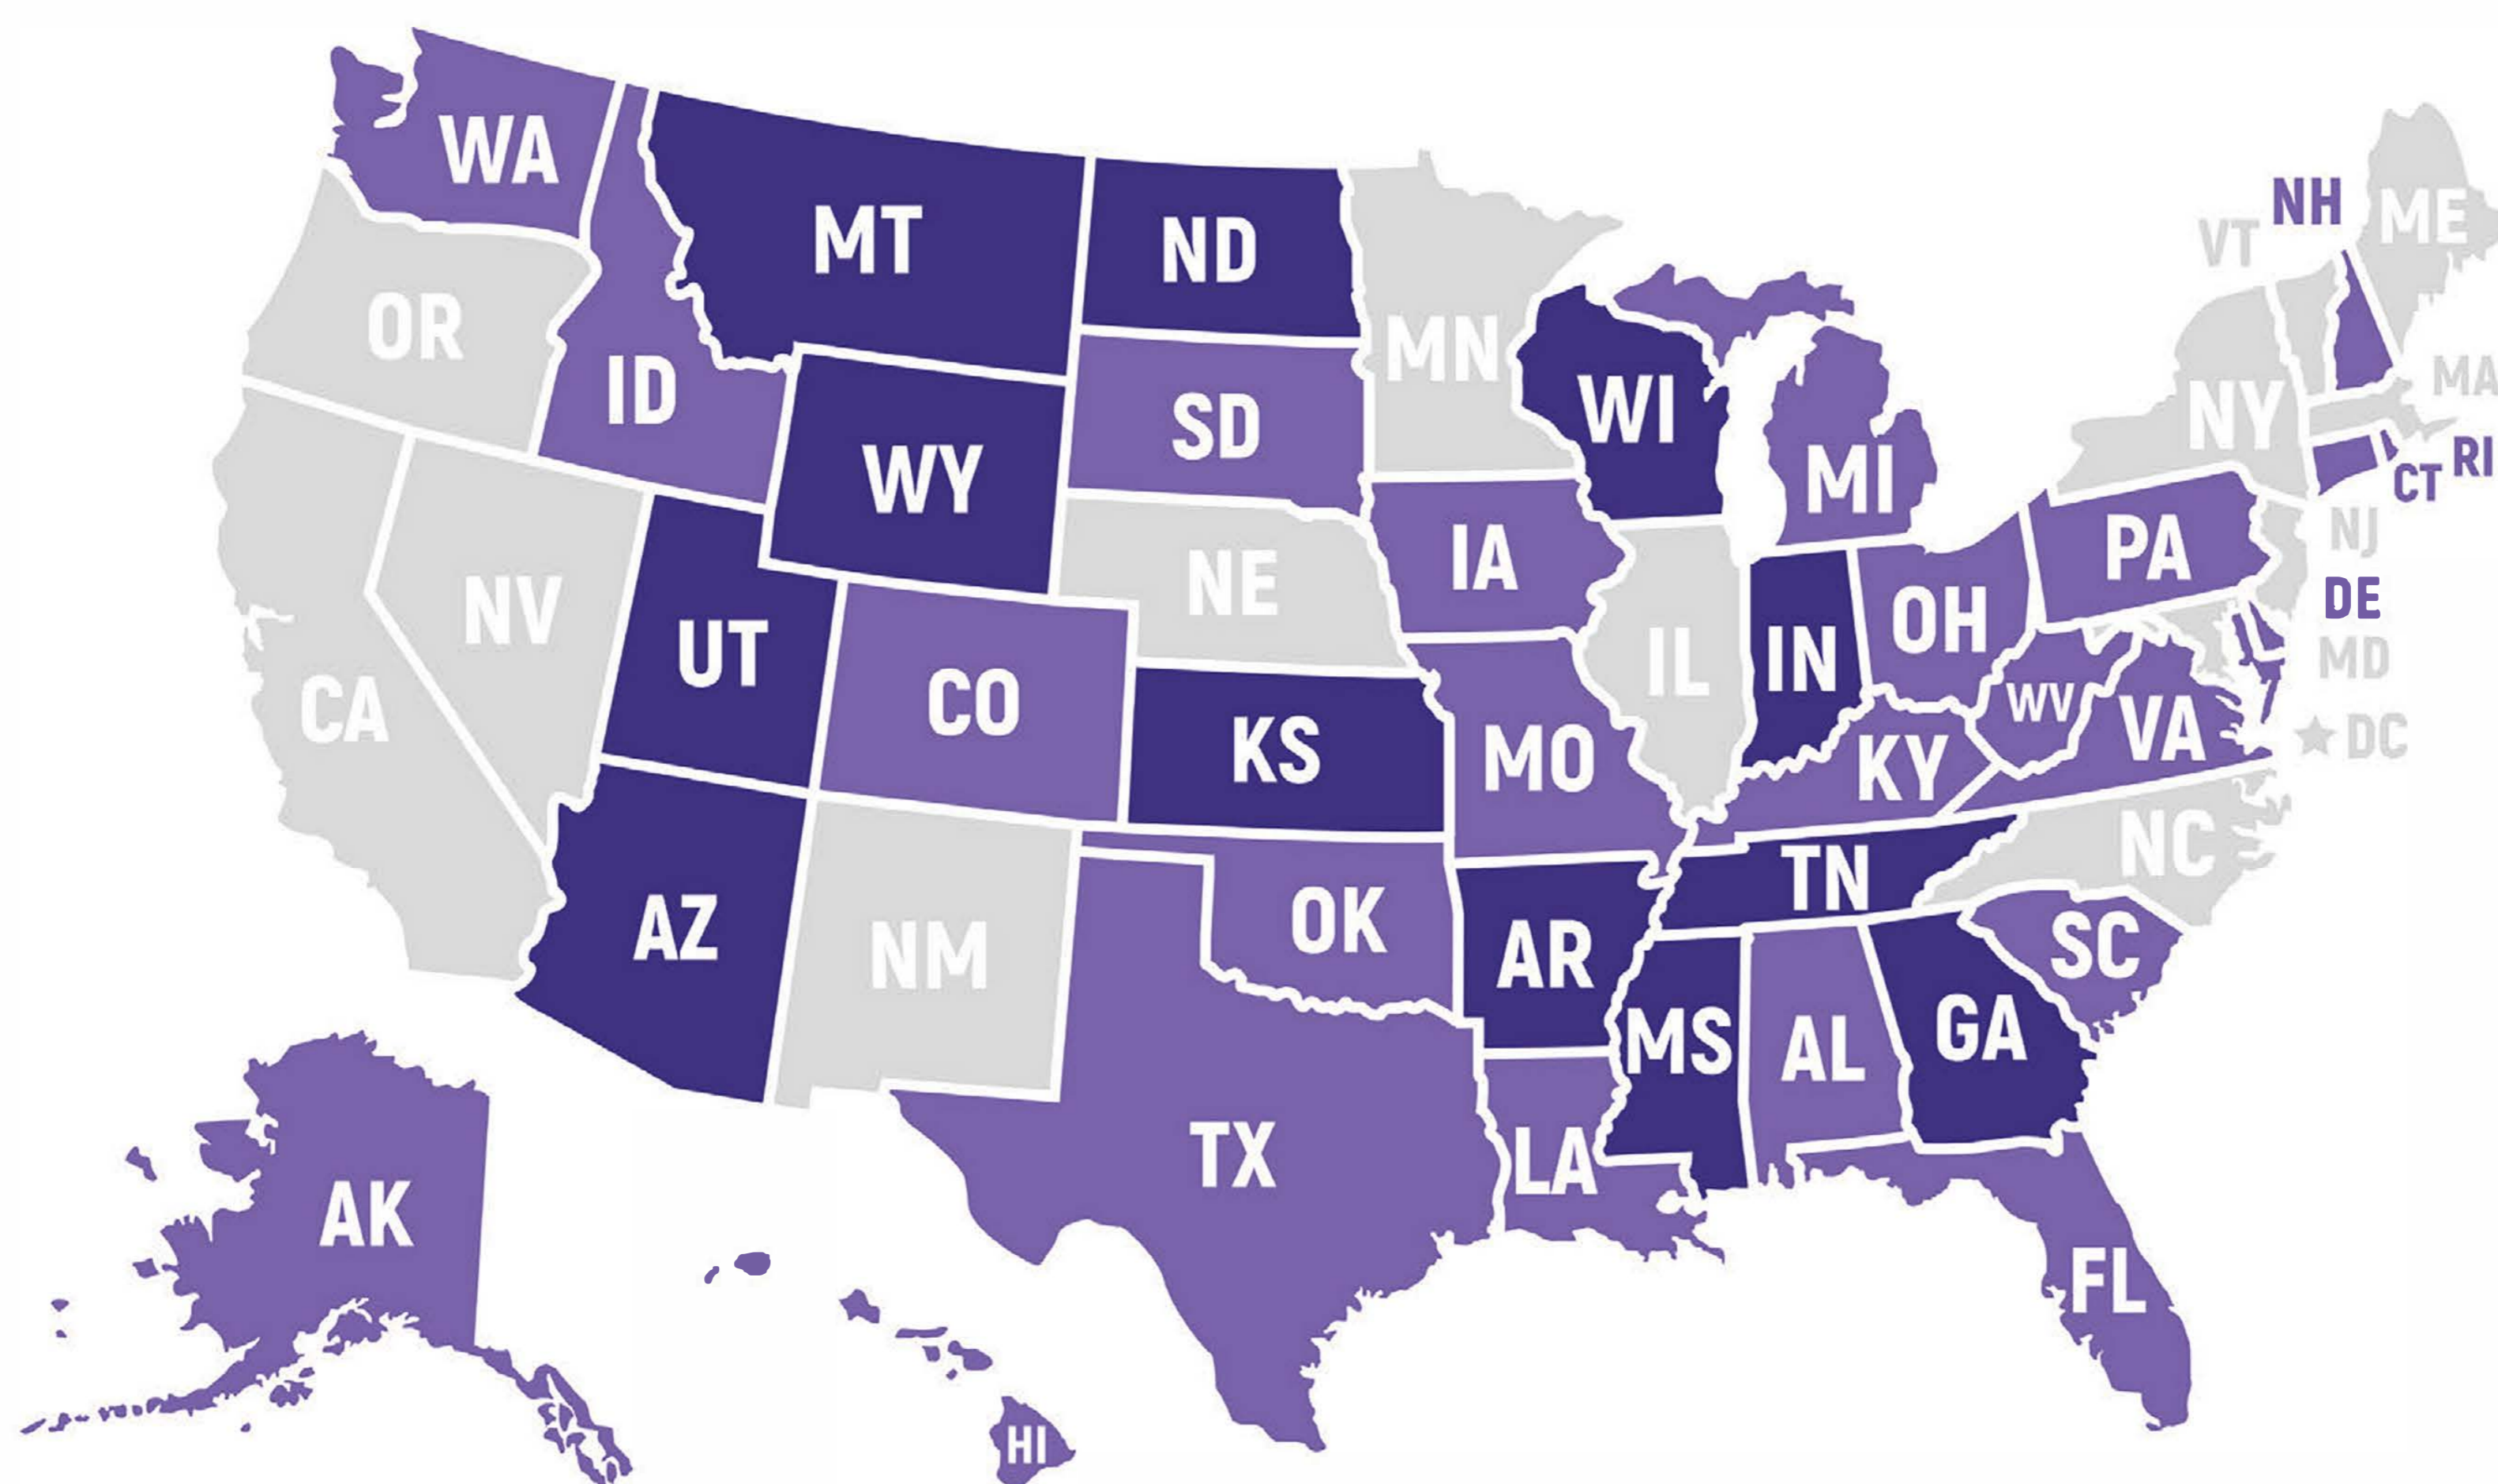 WA
MT
ND
NH
ME
VT
OR
MN
ID
WI
MA
SD
NY
WY
MI
RI
CT
NJ
IA
PA
NE
DE
NV
OH
UT
IL
IN
MD
CA
CO
WV
VA
KS
MO
KY
DC
NC
TN
AZ
OK
SC
NM
AR
MS
AL
GA
TX
LA
AK
FL
HI